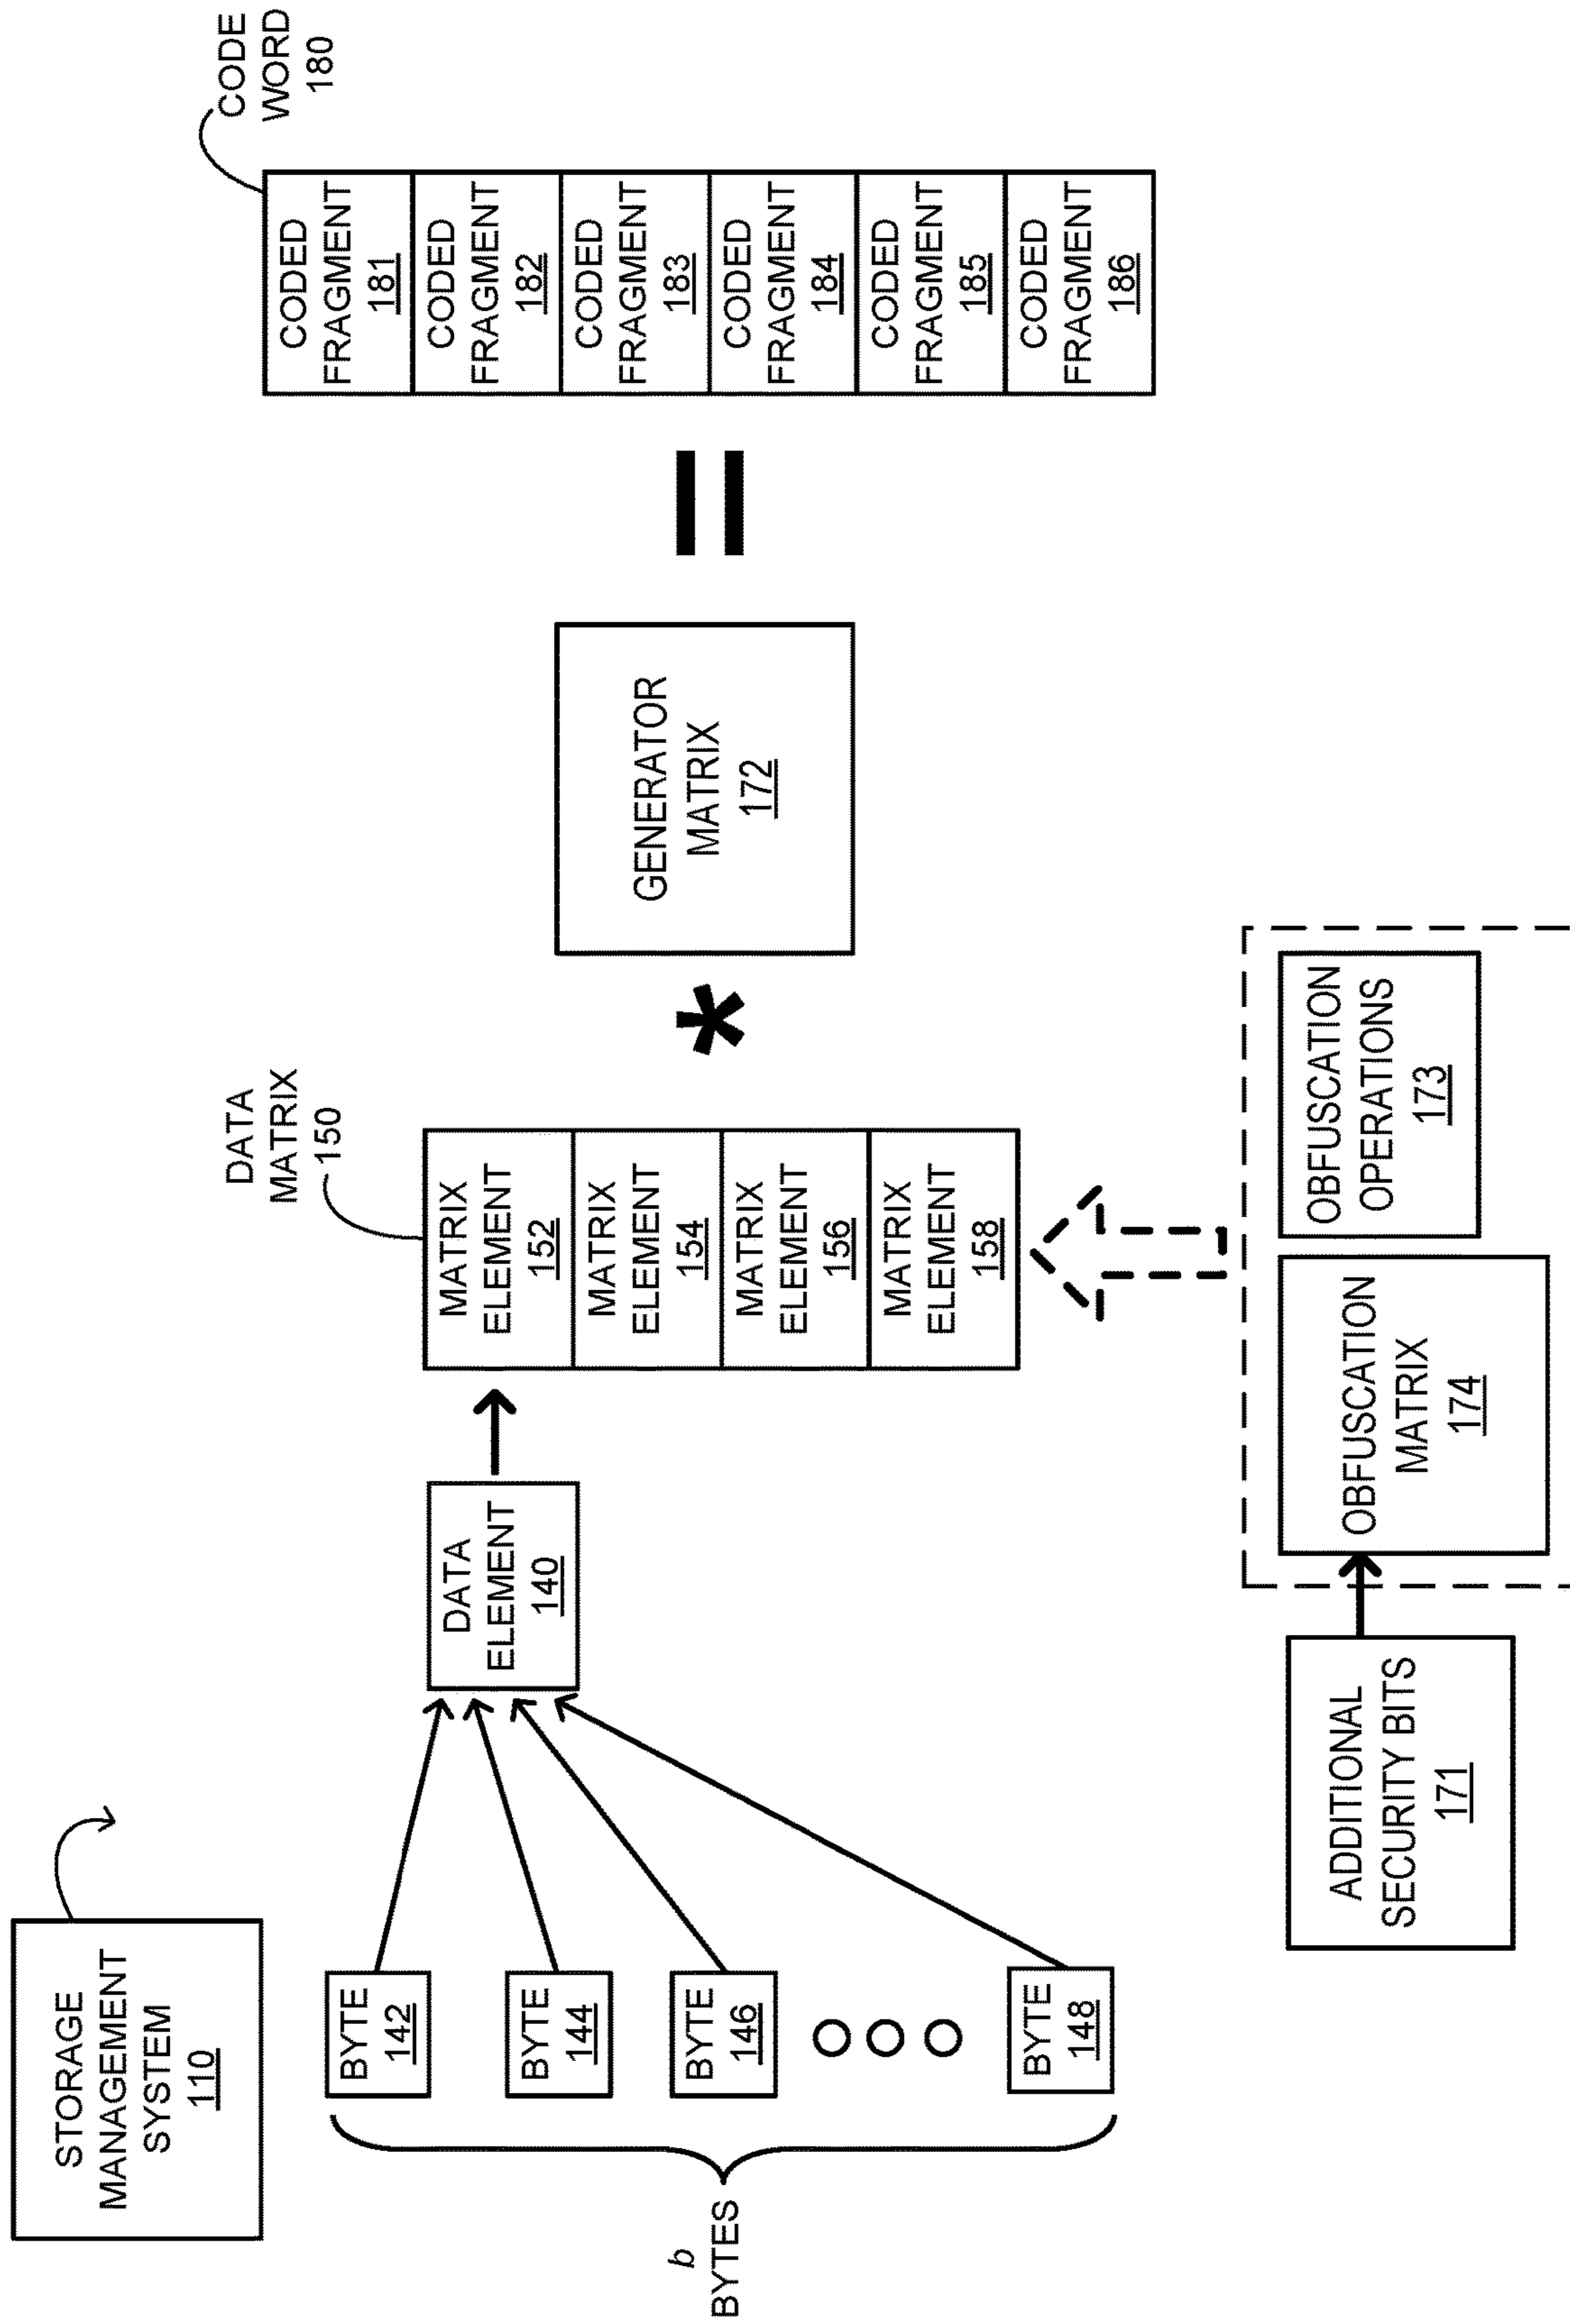 STORAGE
MANAGEMENT
SYSTEM
110
b
BYTES
BYTE
142
BYTE
144
BYTE
146
BYTE
148
DATA
ELEMENT
140
DATA
MATRIX
150
MATRIX
ELEMENT
152
MATRIX
ELEMENT
154
MATRIX
ELEMENT
156
MATRIX
ELEMENT
158
*
GENERATOR
MATRIX
172
=
CODE
WORD
180
CODED
FRAGMENT
181
CODED
FRAGMENT
182
CODED
FRAGMENT
183
CODED
FRAGMENT
184
CODED
FRAGMENT
185
CODED
FRAGMENT
186
ADDITIONAL
SECURITY BITS
171
OBFUSCATION
MATRIX
174
OBFUSCATION
OPERATIONS
173